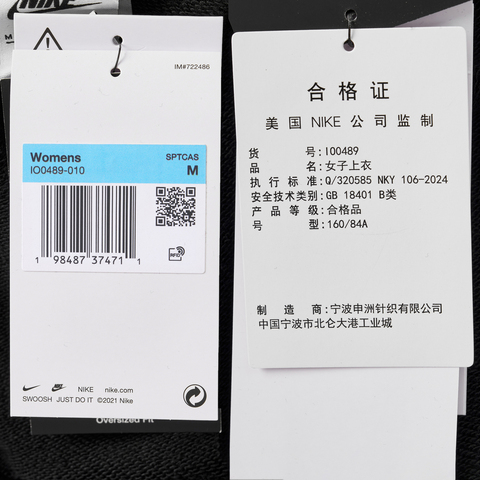 NIKE
M
IM#722486
Womens
SPTCAS
IO0489-010
M
1 98487 37471 1
RFID
NIKE nike.com
SWOOSH JUST DO IT ©2021 Nike
Oversized Fit
合格证
美国 NIKE 公司监制
货号:IO0489
品名:女子上衣
执行标准:Q/320585 NKY 106-2024
安全技术类别:GB 18401 B类
产品等级:合格品
号型:160/84A
制造商:宁波申洲针织有限公司
中国宁波市北仑大港工业城